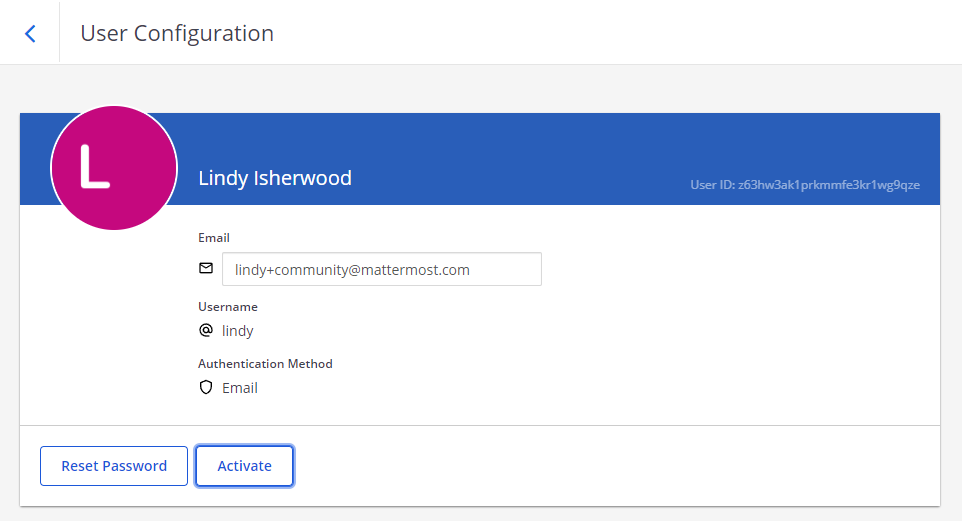 User Configuration
L
Lindy Isherwood
User ID: z63hw3ak1prkmmfe3kr1wg9qze
Email
lindy+community@mattermost.com
Username
lindy
Authentication Method
Email
Reset Password Activate